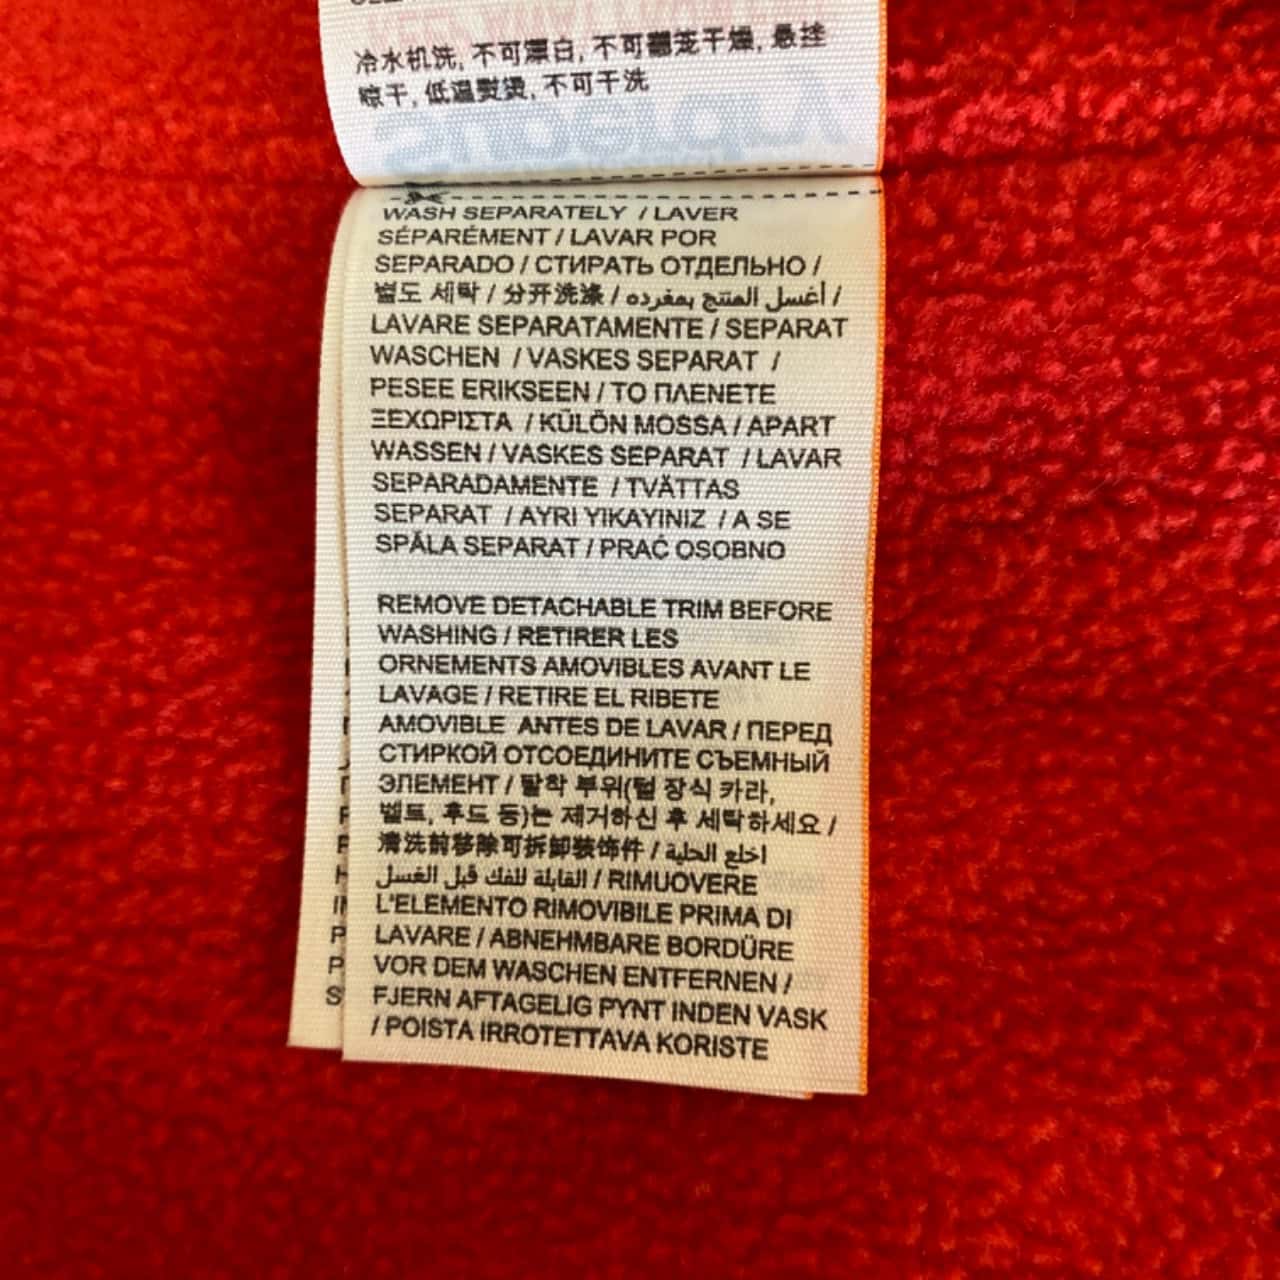 冷水机洗, 不可漂白, 不可翻笼干燥, 悬挂
晾干, 低温熨烫, 不可干洗
WASH SEPARATELY / LAVER
SÉPARÉMENT / LAVAR POR
SEPARADO / СТИРАТЬ ОТДЕЛЬНО /
별도 세탁 / 分开洗涤 / أغسل المنتج بمفرده /
LAVARE SEPARATAMENTE / SEPARAT
WASCHEN / VASKES SEPARAT /
PESEE ERIKSEEN / ΤΟ ΠΛΕΝΕΤΕ
ΞΕΧΩΡΙΣΤΑ / KÜLÖN MOSSA / APART
WASSEN / VASKES SEPARAT / LAVAR
SEPARADAMENTE / TVÄTTAS
SEPARAT / AYRI YIKAYINIZ / A SE
SPĂLA SEPARAT / PRAĆ OSOBNO
REMOVE DETACHABLE TRIM BEFORE
WASHING / RETIRER LES
ORNEMENTS AMOVIBLES AVANT LE
LAVAGE / RETIRE EL RIBETE
AMOVIBLE ANTES DE LAVAR / ПЕРЕД
СТИРКОЙ ОТСОЕДИНИТЕ СЪЕМНЫЙ
ЭЛЕМЕНТ / 탈착 부위(털 장식 카라,
벨트, 후드 등)는 제거하신 후 세탁하세요 /
清洗前移除可拆卸装饰件 / اخلع الحلية
القابلة للفك قبل الغسل / RIMUOVERE
L'ELEMENTO RIMOVIBILE PRIMA DI
LAVARE / ABNEHMBARE BORDÜRE
VOR DEM WASCHEN ENTFERNEN /
FJERN AFTAGELIG PYNT INDEN VASK
/ POISTA IRROTETTAVA KORISTE